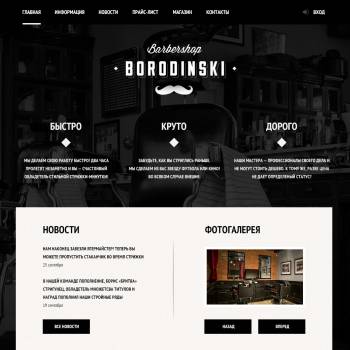 ГЛАВНАЯ ИНФОРМАЦИЯ НОВОСТИ ПРАЙС-ЛИСТ МАГАЗИН КОНТАКТЫ ВХОД
Barbershop
BORODINSKI
БЫСТРО КРУТО ДОРОГО
МЫ ДЕЛАЕМ СВОЮ РАБОТУ БЫСТРО! ДВА ЧАСА
ПРОЛЕТЯТ НЕЗАМЕТНО И ВЫ — СЧАСТЛИВЫЙ
ОБЛАДАТЕЛЬ СТИЛЬНОЙ СТРИЖКИ-МИНУТКИ!
ЗАБУДЬТЕ, КАК ВЫ СТРИГЛИСЬ РАНЬШЕ.
МЫ СДЕЛАЕМ ИЗ ВАС ЗВЕЗДУ ФУТБОЛА ИЛИ КИНО!
ВО ВСЯКОМ СЛУЧАЕ ВНЕШНЕ.
НАШИ МАСТЕРА — ПРОФЕССИОНАЛЫ СВОЕГО ДЕЛА И
НЕ МОГУТ СТОИТЬ ДЕШЕВО. К ТОМУ ЖЕ, РАЗВЕ ЦЕНА
НЕ ДАЕТ ОПРЕДЕЛЕННЫЙ СТАТУС?
НОВОСТИ
НАМ НАКОНЕЦ ЗАВЕЗЛИ ЯГЕРМАЙСТЕР! ТЕПЕРЬ ВЫ
МОЖЕТЕ ПРОПУСТИТЬ СТАКАНЧИК ВО ВРЕМЯ СТРИЖКИ
23 сентября
В НАШЕЙ КОМАНДЕ ПОПОЛНЕНИЕ, БОРИС «БРИТВА»
СТРИГУНЕЦ, ОБЛАДАТЕЛЬ МНОЖЕСТВА ТИТУЛОВ И
НАГРАД ПОПОЛНИЛ НАШИ СТРОЙНЫЕ РЯДЫ
19 сентября
ВСЕ НОВОСТИ
ФОТОГАЛЕРЕЯ
НАЗАД ВПЕРЕД